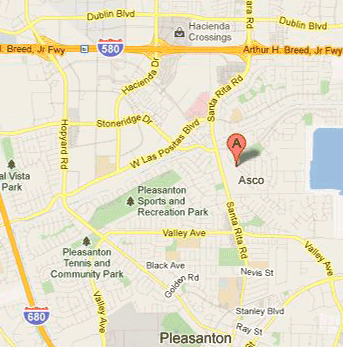 Dublin Blvd
Dublin Blvd
Hacienda
Crossings
H. Breed, Jr Fwy
580
Arthur H. Breed, Jr Fw
Hacienda Dr
Santa Rita Rd
Stoneridge Dr
Hopyard Rd
W Las Positas Blvd
A
al Vista
Park
Asco
Pleasanton
Sports and
Recreation Park
Santa Rita Rd
Valley Ave
Valley Ave
Pleasanton
Tennis and
Community Park
Black Ave
Nevis St
Golden Rd
Valley Ave
680
Stanley Blvd
Ray St
Pleasanton